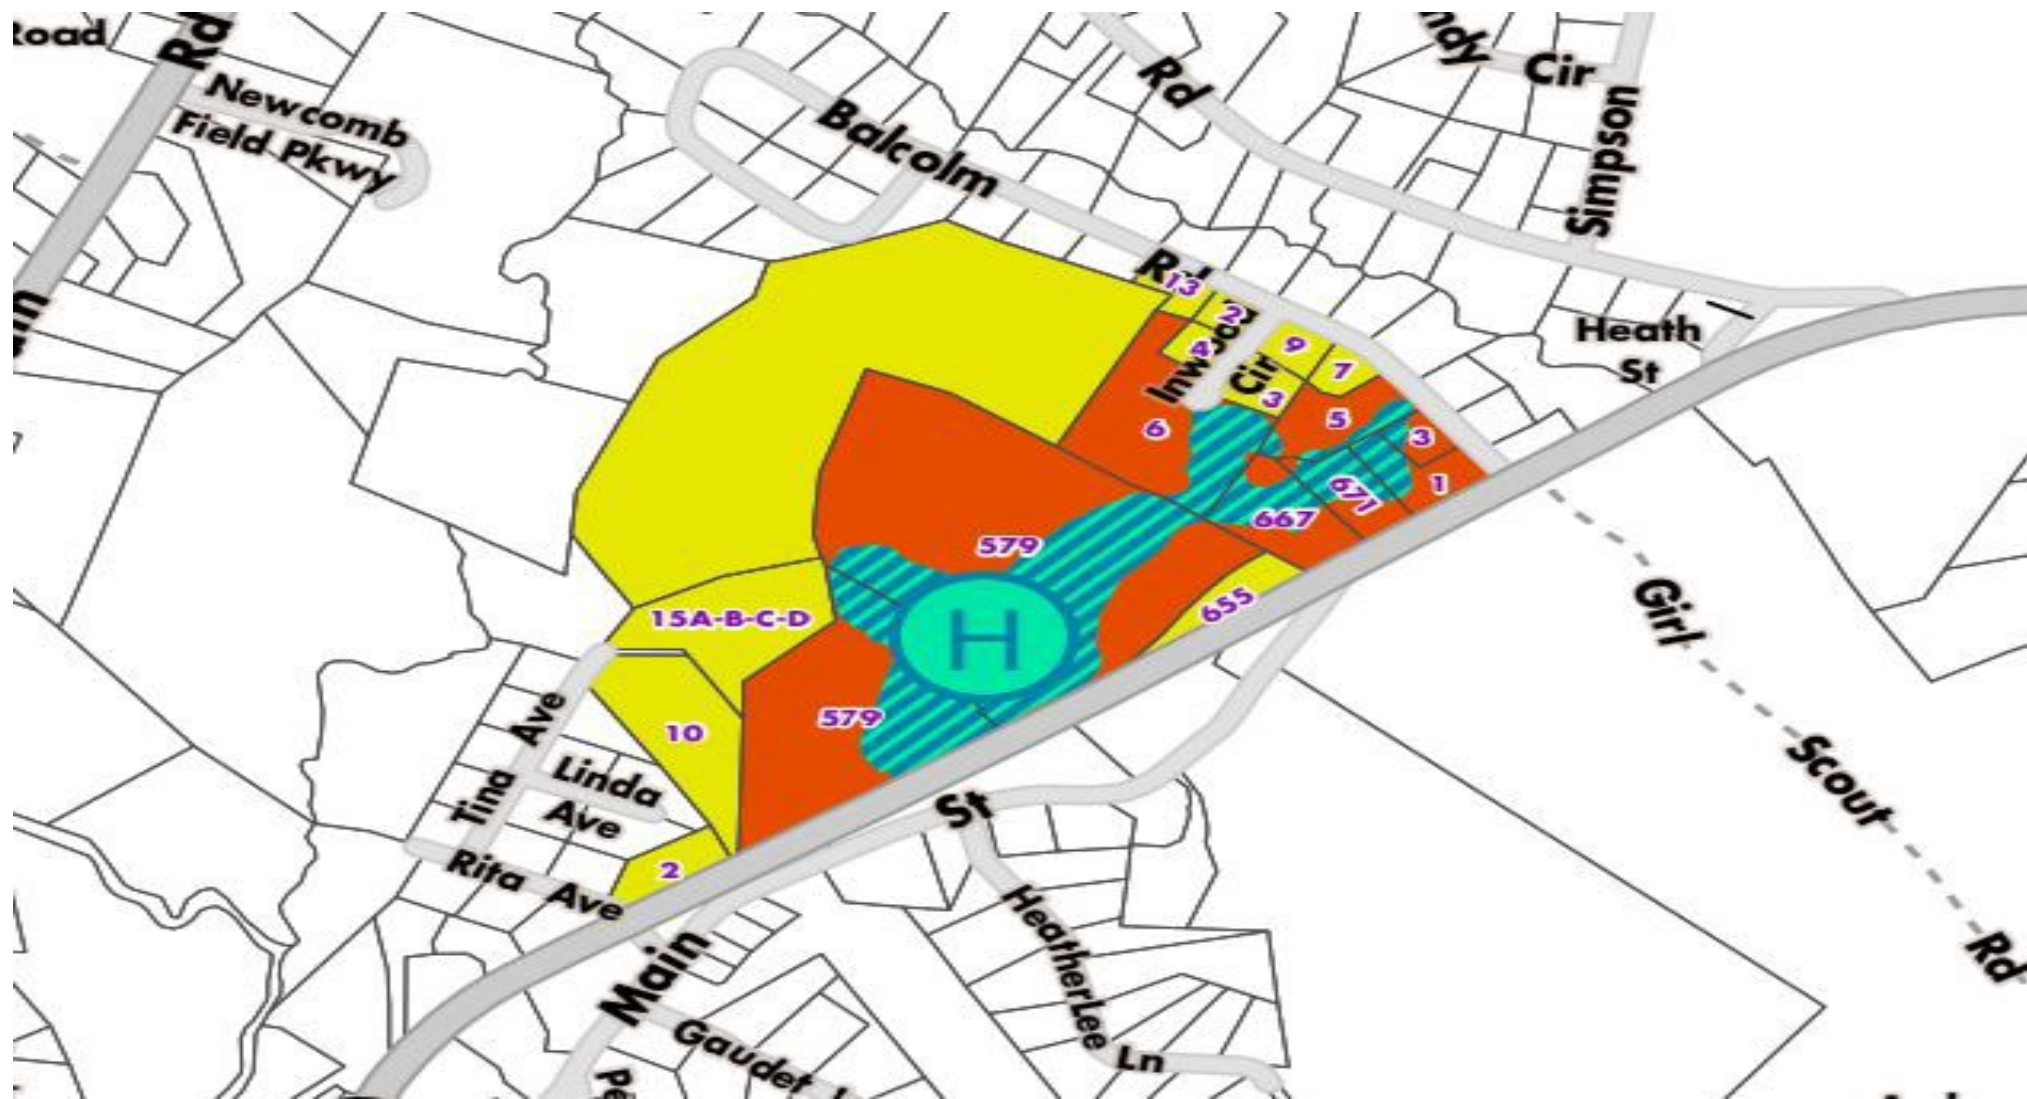 Road
Rd
Newcomb
Field Pkwy
Balcolm
Rd
Rd
Cir
Simpson
Heath
St
13
2
4
9
7
Cir
3
5
3
6
1
671
667
579
655
H
15A-B-C-D
579
10
2
Tina Ave
Linda
Ave
Rita Ave
Main
St
HeatherLee
Ln
Gaudet
Girl
Scout
Rd